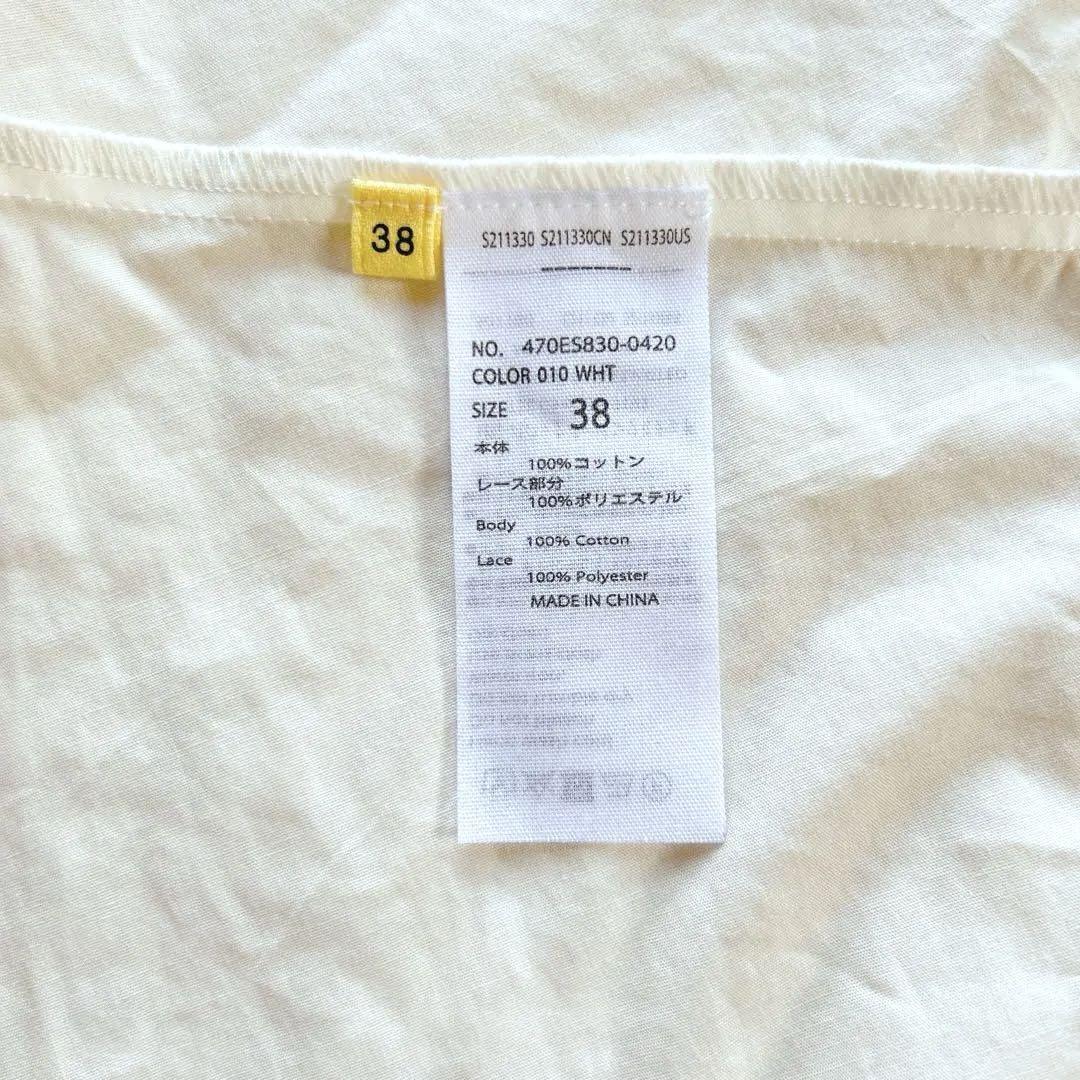 38
S211330 S211330CN S211330US
NO. 470ES830-0420
COLOR 010 WHT
SIZE 38
本体
100%コットン
レース部分
100%ポリエステル
Body
100% Cotton
Lace
100% Polyester
MADE IN CHINA